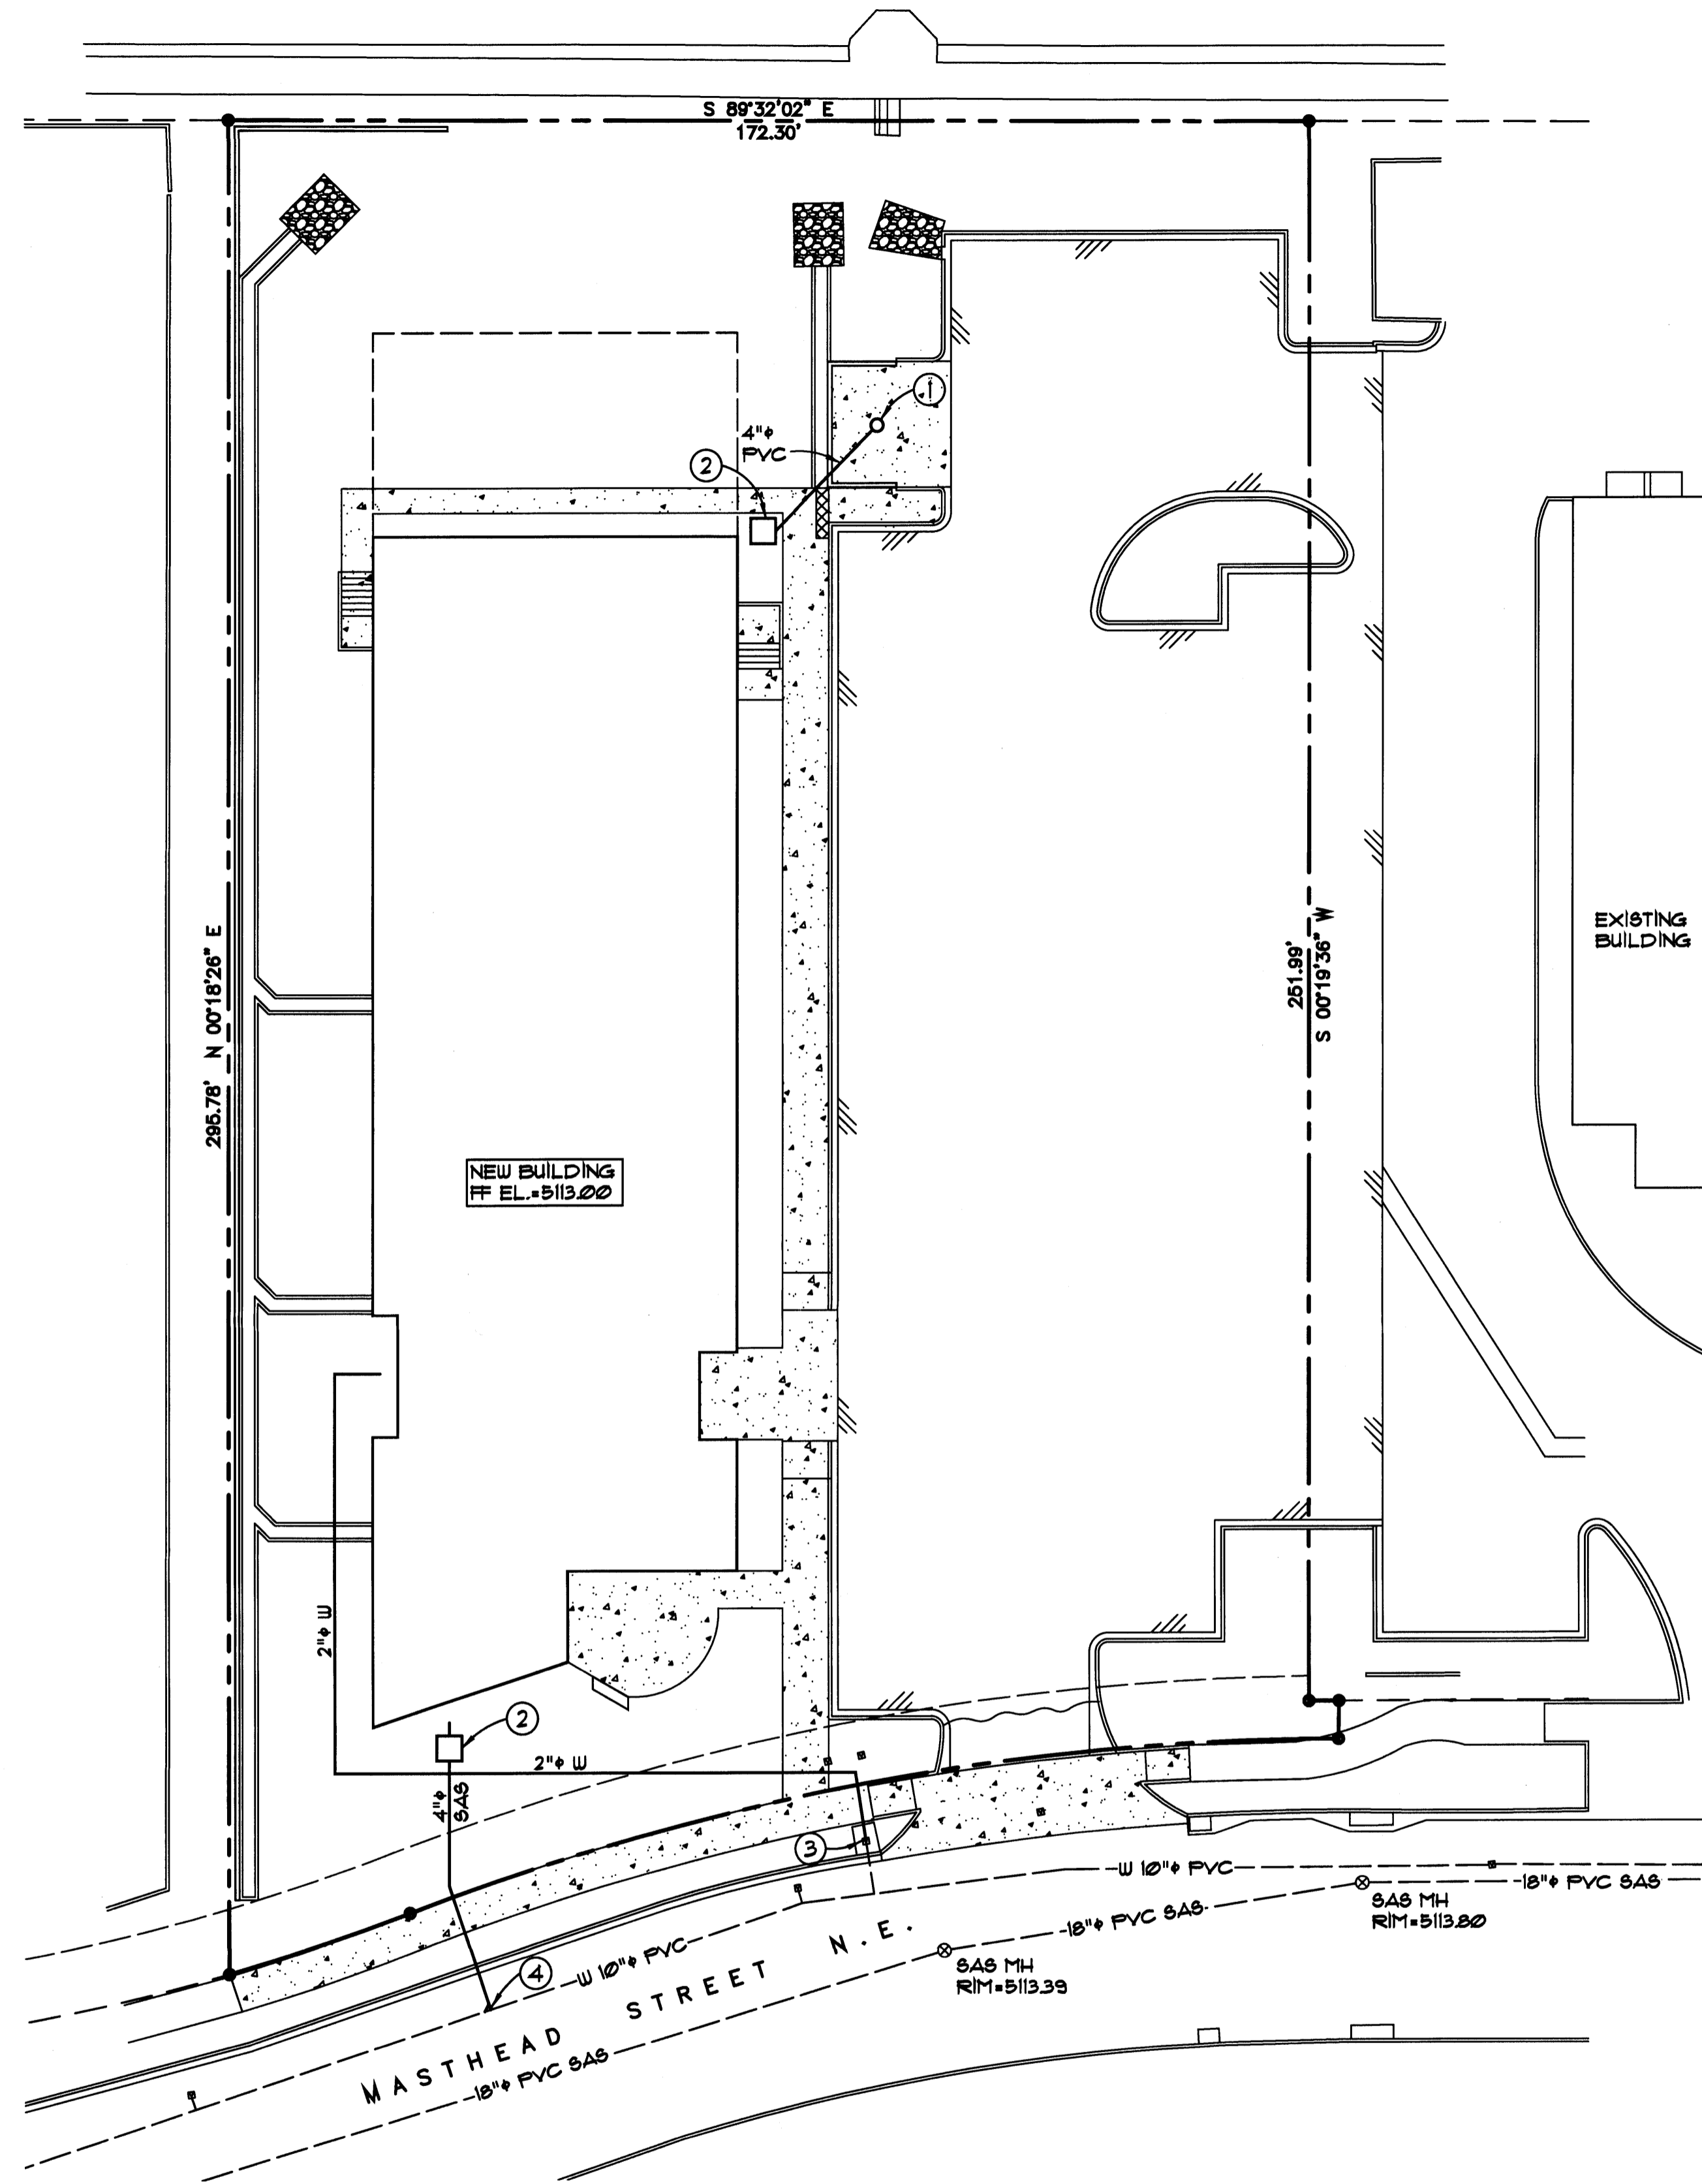 S 89°32'02" E
172.30'
1
4"ϕ
PVC
2
EXISTING
BUILDING
251.99'
S 00°19'36" W
295.78' N 00°18'26" E
NEW BUILDING
FF EL.=5113.00
2"ϕ W
2
2"ϕ W
4"ϕ
SAS
3
W 10"ϕ PVC
18"ϕ PVC SAS
SAS MH
RIM=5113.80
18"ϕ PVC SAS
4
W 10"ϕ PVC
SAS MH
RIM=5113.39
MASTHEAD STREET N.E.
18"ϕ PVC SAS